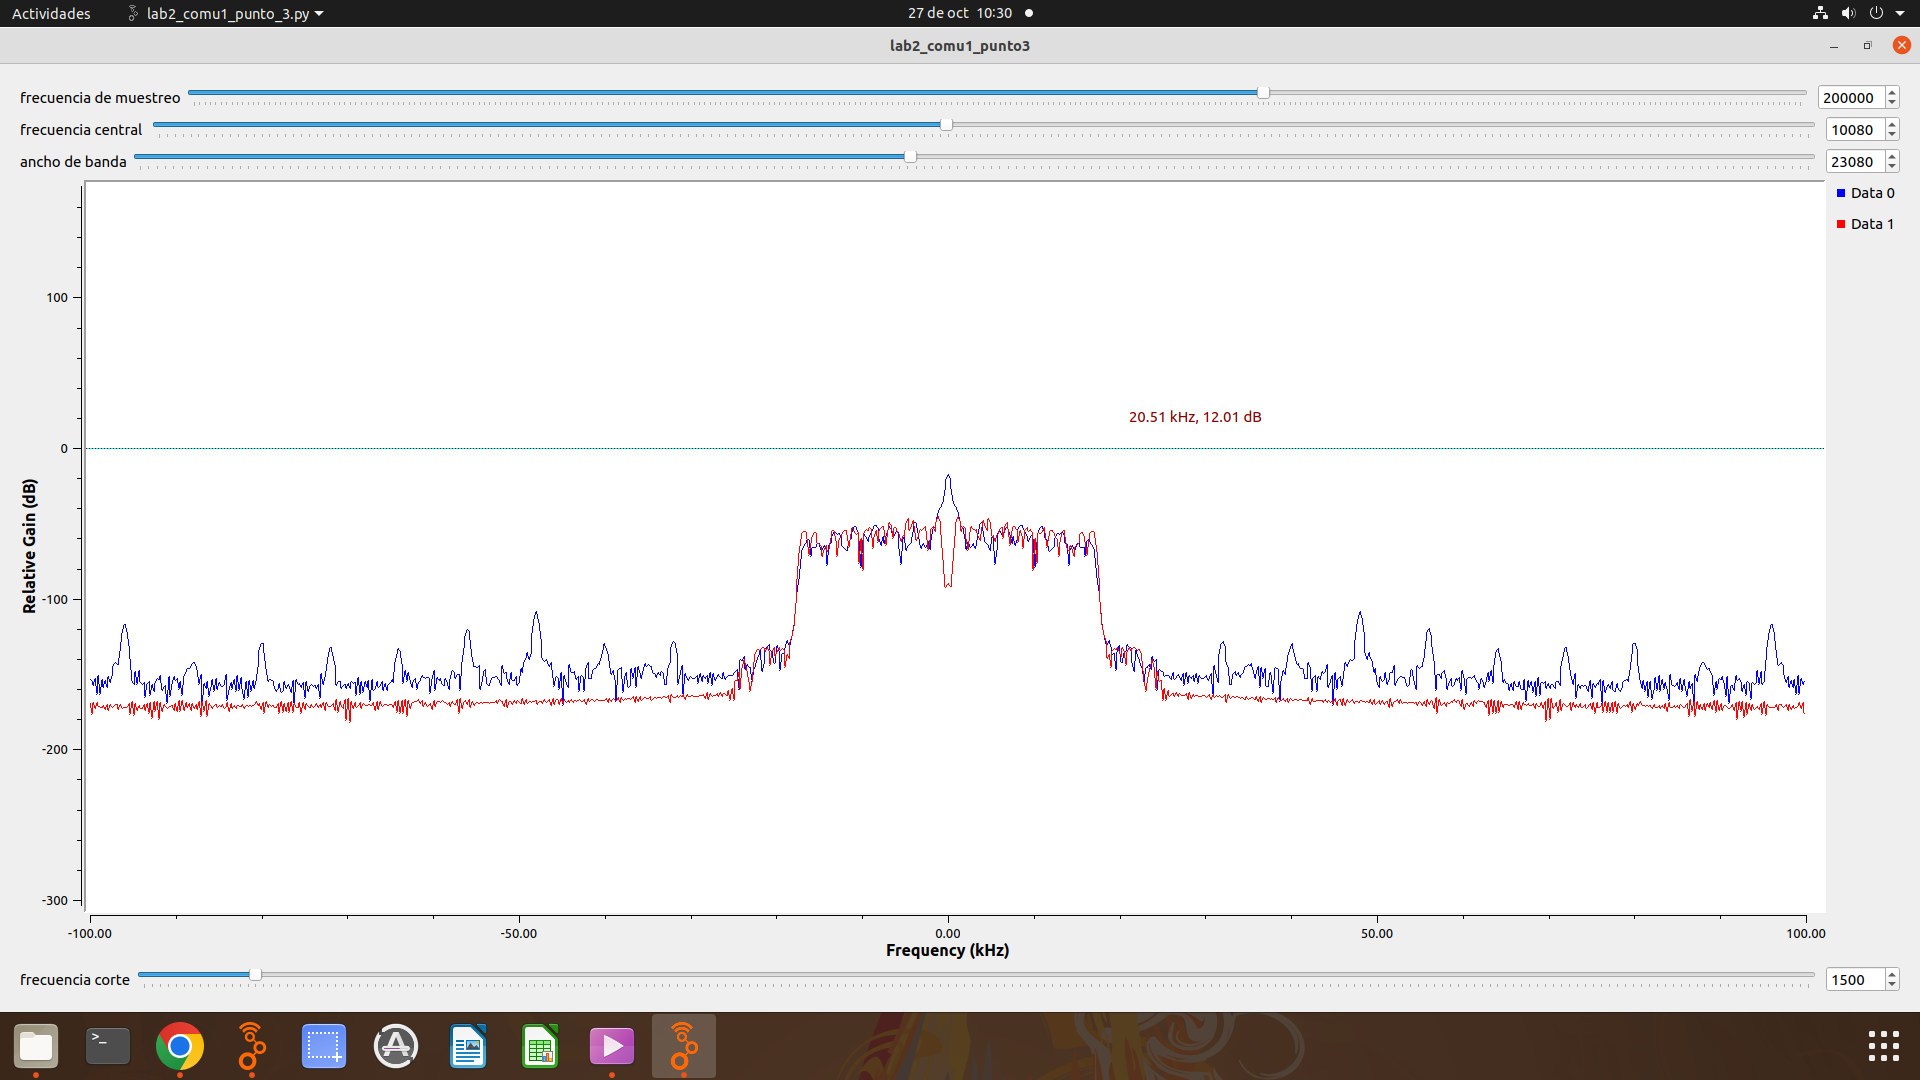 Actividades lab2_comu1_punto_3.py 27 de oct 10:30
lab2_comu1_punto3
frecuencia de muestreo 200000
frecuencia central 10080
ancho de banda 23080
Data 0
Data 1
20.51 kHz, 12.01 dB
Relative Gain (dB)
100
0
-100
-200
-300
-100.00 -50.00 0.00 50.00 100.00
Frequency (kHz)
frecuencia corte 1500
>_